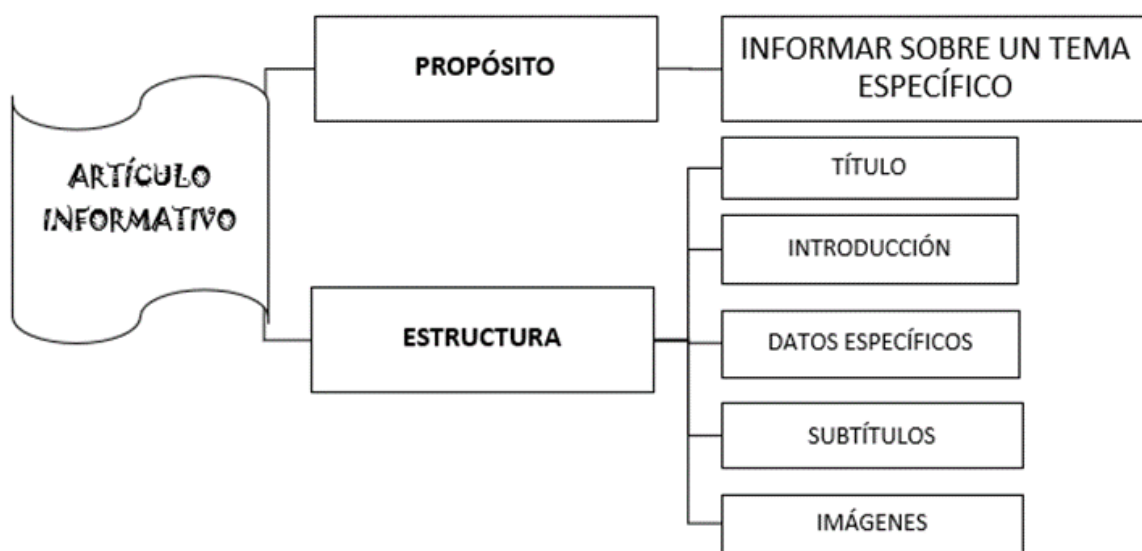 ARTÍCULO
INFORMATIVO
PROPÓSITO
INFORMAR SOBRE UN TEMA
ESPECÍFICO
ESTRUCTURA
TÍTULO
INTRODUCCIÓN
DATOS ESPECÍFICOS
SUBTÍTULOS
IMÁGENES